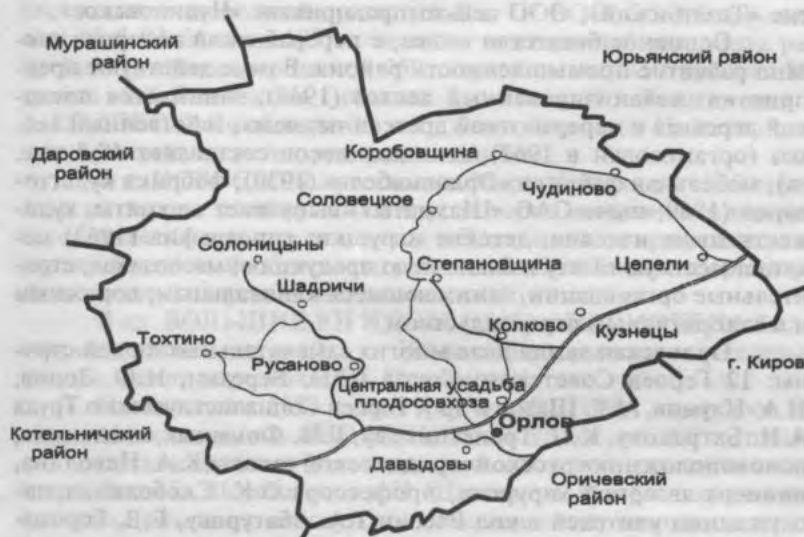 Мурашинский
район
Юрьянский район
Даровский
район
Коробовщина
Чудиново
Соловецкое
Солоницыны
Степановщина
Цепели
Шадричи
Колково
Кузнецы
Тохтино
Русаново
г. Киров
Центральная усадьба
плодосовхоза
Орлов
Котельничский
район
Давыдовы
Оричевский
район